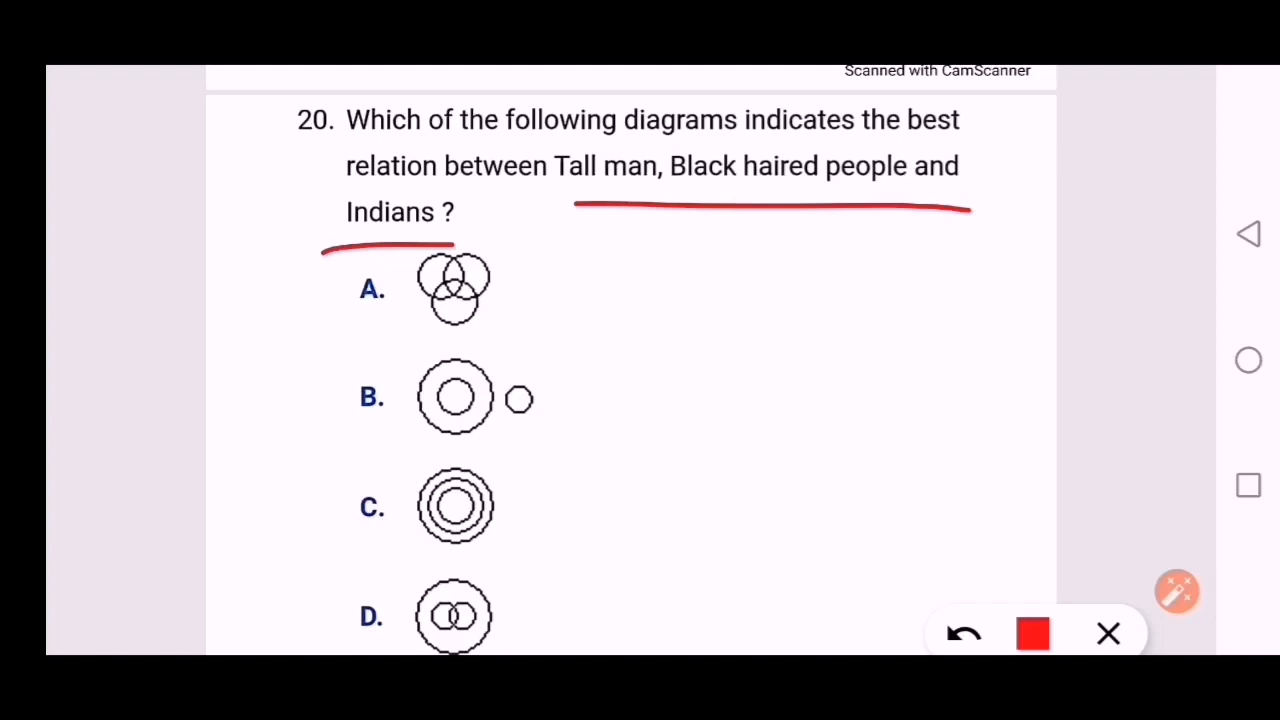 Scanned with CamScanner
20. Which of the following diagrams indicates the best
relation between Tall man, Black haired people and
Indians ?
A.
B.
C.
D.